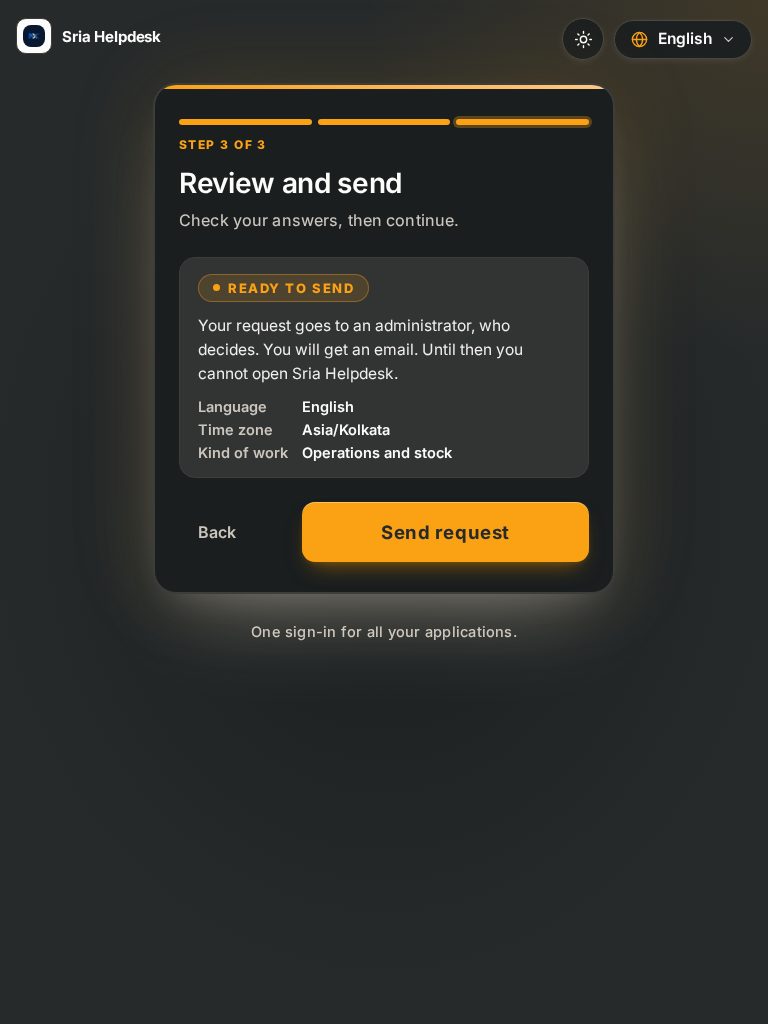 Sria Helpdesk
English
STEP 3 OF 3
Review and send
Check your answers, then continue.
READY TO SEND
Your request goes to an administrator, who
decides. You will get an email. Until then you
cannot open Sria Helpdesk.
Language English
Time zone Asia/Kolkata
Kind of work Operations and stock
Back
Send request
One sign-in for all your applications.